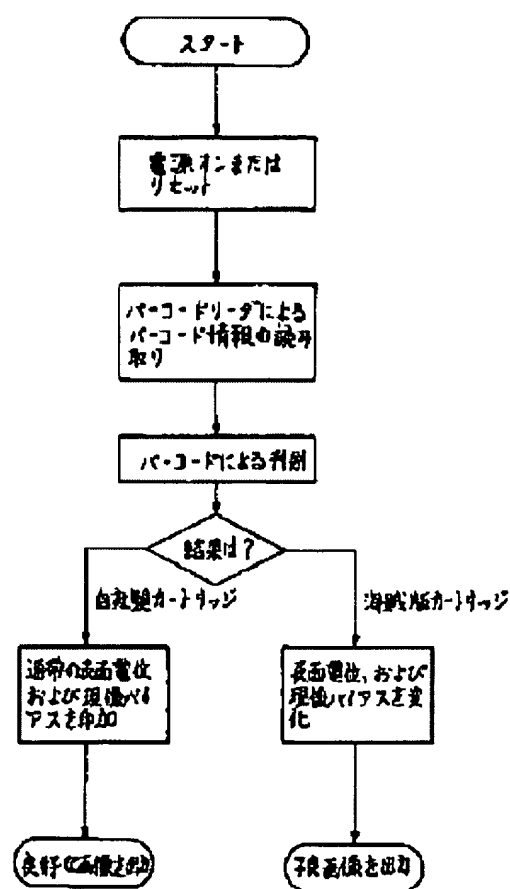 スタート
電源オンまたは
リセット
バーコードリーダによる
バーコード情報の読み
取り
バーコードによる判別
結果は?
自社製カートリッジ
海賊版カートリッジ
通常の表面電位
および現像バイ
アスを印加
表面電位、および
現像バイアスを変
化
良好な画像を出力
不良画像を出力